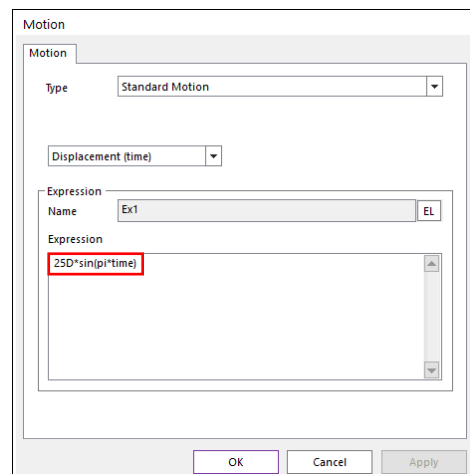 Motion
Motion
Type
Standard Motion
Displacement (time)
Expression
Name
Ex1
EL
Expression
25D*sin(pi*time)
OK
Cancel
Apply